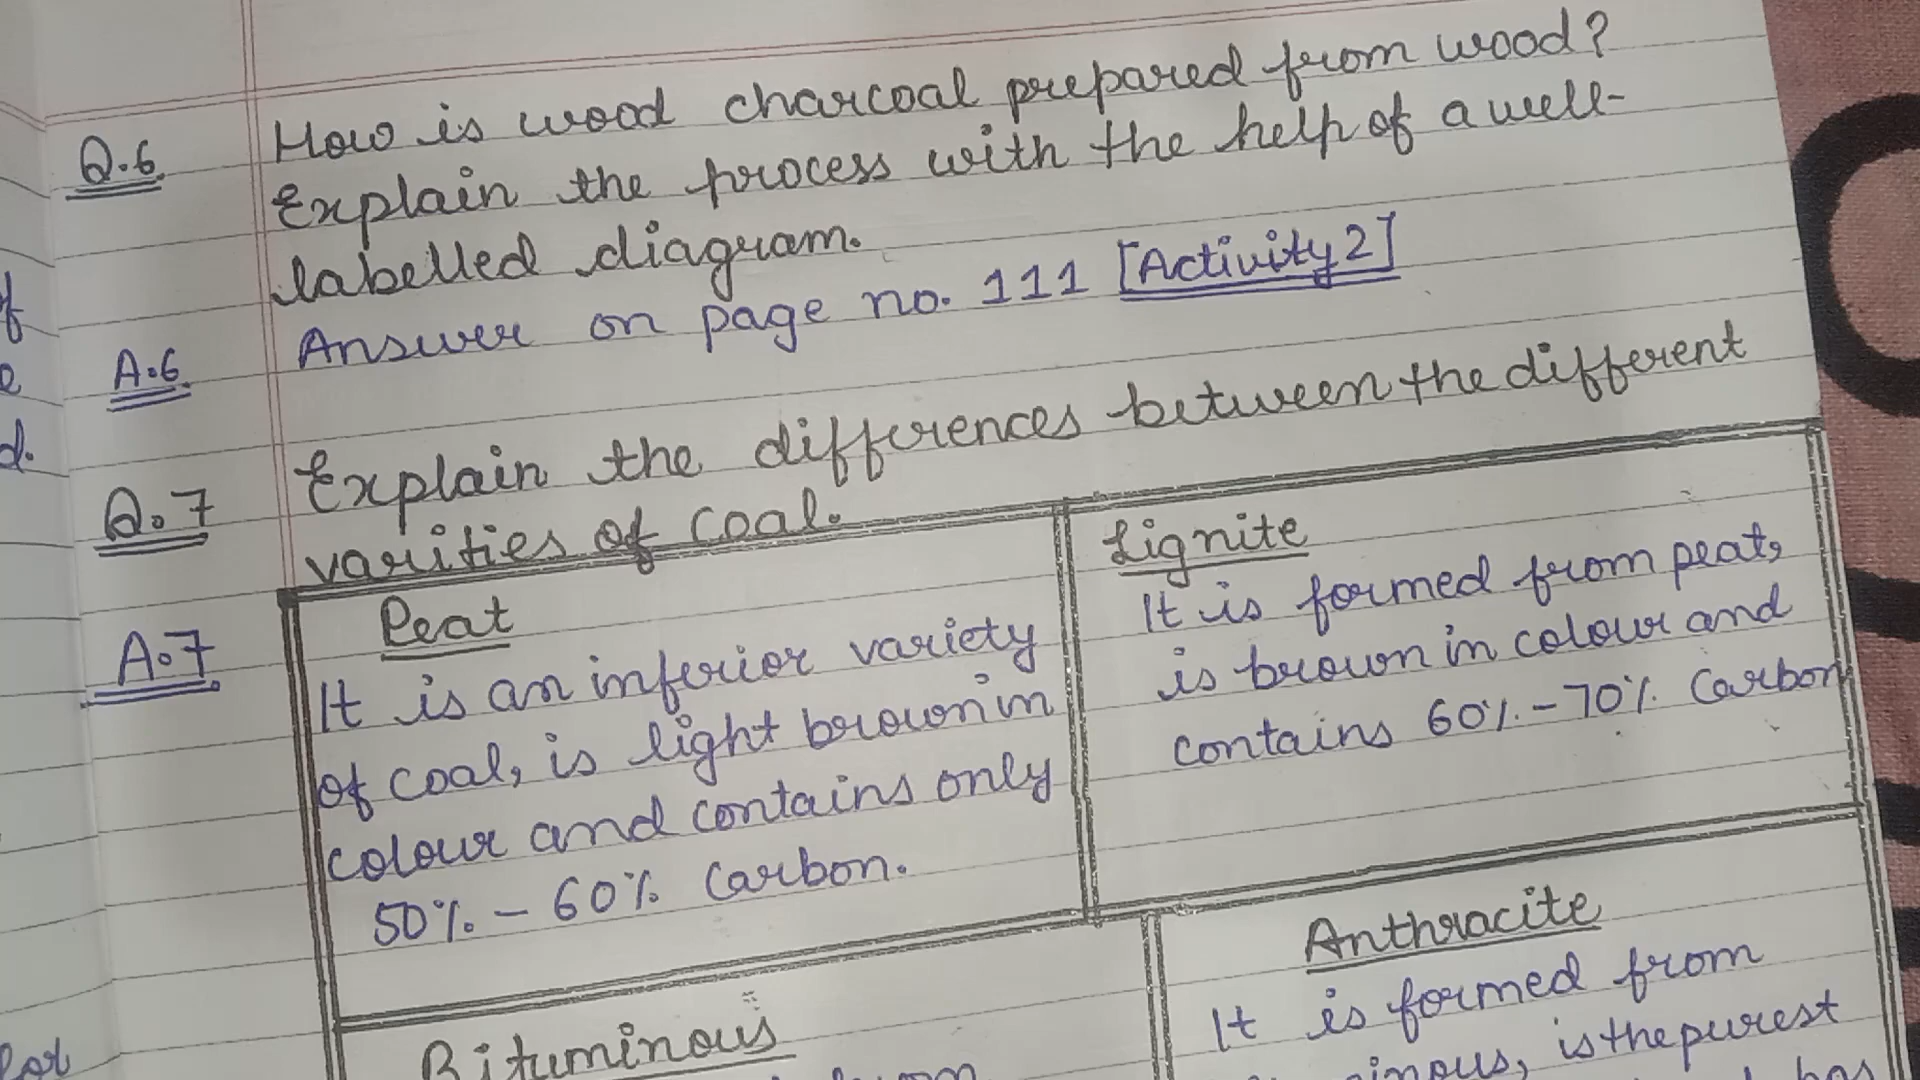 Q.6 How is wood charcoal prepared from wood?
Explain the process with the help of a well-
labelled diagram.
A.6 Answer on page no. 111 [Activity 2]
Q.7 Explain the differences between the different
varities of coal.
A.7
Peat
It is an inferior variety
of coal, is light brown in
colour and contains only
50% - 60% Carbon.
Lignite
It is formed from peat,
is brown in colour and
contains 60% - 70% Carbon
Bituminous
Anthracite
It is formed from
is the purest
has